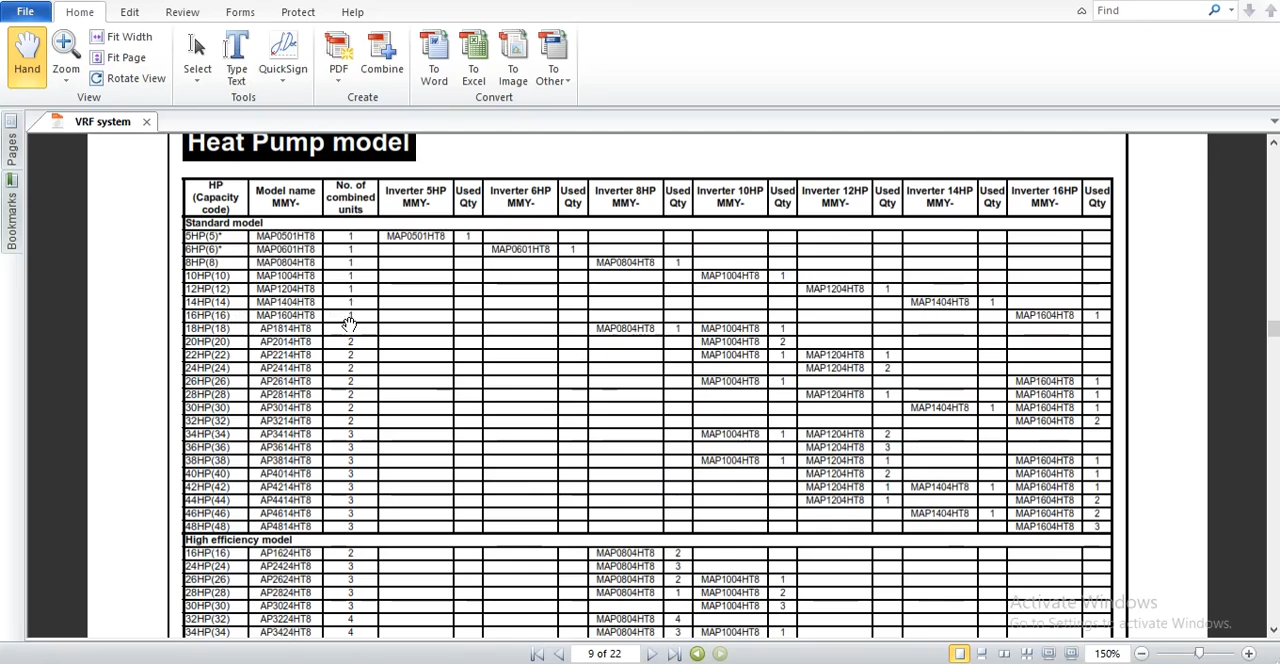 File Home Edit Review Forms Protect Help Find
Hand Zoom Fit Width Fit Page Rotate View Select Type Text QuickSign PDF Combine To Word To Excel To Image To Other
View Tools Create Convert
VRF system
Pages
Bookmarks
Heat Pump model
HP (Capacity code) Model name MMY- No. of combined units Inverter 5HP MMY- Used Qty Inverter 6HP MMY- Used Qty Inverter 8HP MMY- Used Qty Inverter 10HP MMY- Used Qty Inverter 12HP MMY- Used Qty Inverter 14HP MMY- Used Qty Inverter 16HP MMY- Used Qty
Standard model
5HP(5)* MAP0501HT8 1 MAP0501HT8 1
6HP(6)* MAP0601HT8 1 MAP0601HT8 1
8HP(8) MAP0804HT8 1 MAP0804HT8 1
10HP(10) MAP1004HT8 1 MAP1004HT8 1
12HP(12) MAP1204HT8 1 MAP1204HT8 1
14HP(14) MAP1404HT8 1 MAP1404HT8 1
16HP(16) MAP1604HT8 1 MAP1604HT8 1
18HP(18) AP1814HT8 MAP0804HT8 1 MAP1004HT8 1
20HP(20) AP2014HT8 2 MAP1004HT8 2
22HP(22) AP2214HT8 2 MAP1004HT8 1 MAP1204HT8 1
24HP(24) AP2414HT8 2 MAP1204HT8 2
26HP(26) AP2614HT8 2 MAP1004HT8 1 MAP1604HT8 1
28HP(28) AP2814HT8 2 MAP1204HT8 1 MAP1604HT8 1
30HP(30) AP3014HT8 2 MAP1404HT8 1 MAP1604HT8 1
32HP(32) AP3214HT8 2 MAP1604HT8 2
34HP(34) AP3414HT8 3 MAP1004HT8 1 MAP1204HT8 2
36HP(36) AP3614HT8 3 MAP1204HT8 3
38HP(38) AP3814HT8 3 MAP1004HT8 1 MAP1204HT8 1 MAP1604HT8 1
40HP(40) AP4014HT8 3 MAP1204HT8 2 MAP1604HT8 1
42HP(42) AP4214HT8 3 MAP1204HT8 1 MAP1404HT8 1 MAP1604HT8 1
44HP(44) AP4414HT8 3 MAP1204HT8 1 MAP1604HT8 2
46HP(46) AP4614HT8 3 MAP1404HT8 1 MAP1604HT8 2
48HP(48) AP4814HT8 3 MAP1604HT8 3
High efficiency model
16HP(16) AP1624HT8 2 MAP0804HT8 2
24HP(24) AP2424HT8 3 MAP0804HT8 3
26HP(26) AP2624HT8 3 MAP0804HT8 2 MAP1004HT8 1
28HP(28) AP2824HT8 3 MAP0804HT8 1 MAP1004HT8 2
30HP(30) AP3024HT8 3 MAP1004HT8 3
32HP(32) AP3224HT8 4 MAP0804HT8 4
34HP(34) AP3424HT8 4 MAP0804HT8 3 MAP1004HT8 1
Activate Windows
Go to Settings to activate Windows.
9 of 22 150%